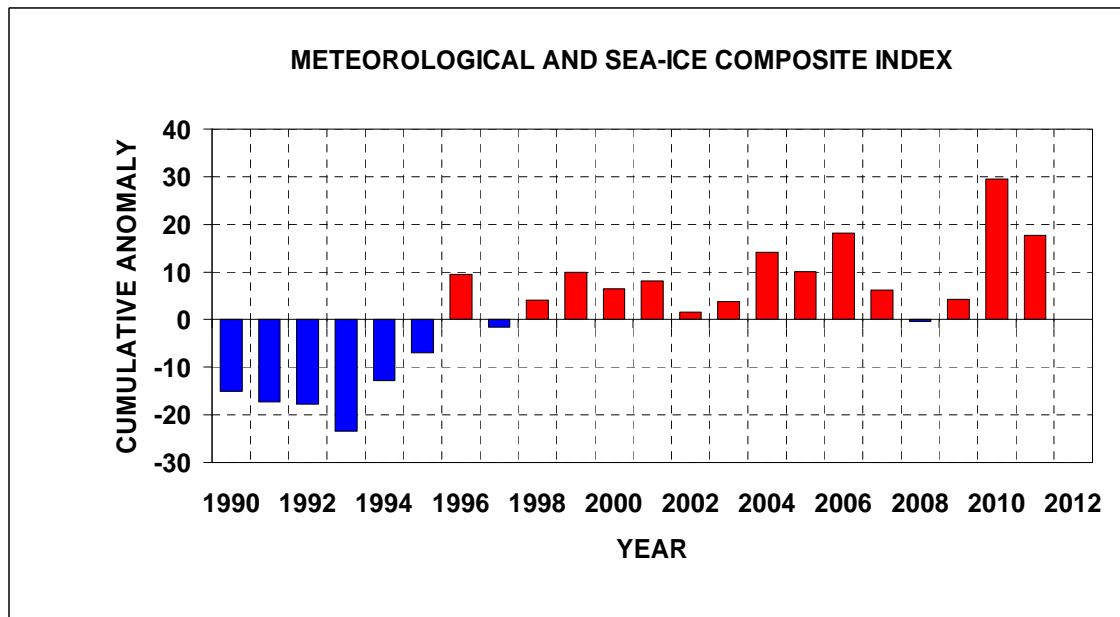 METEOROLOGICAL AND SEA-ICE COMPOSITE INDEX
CUMULATIVE ANOMALY
40
30
20
10
0
-10
-20
-30
1990 1992 1994 1996 1998 2000 2002 2004 2006 2008 2010 2012
YEAR